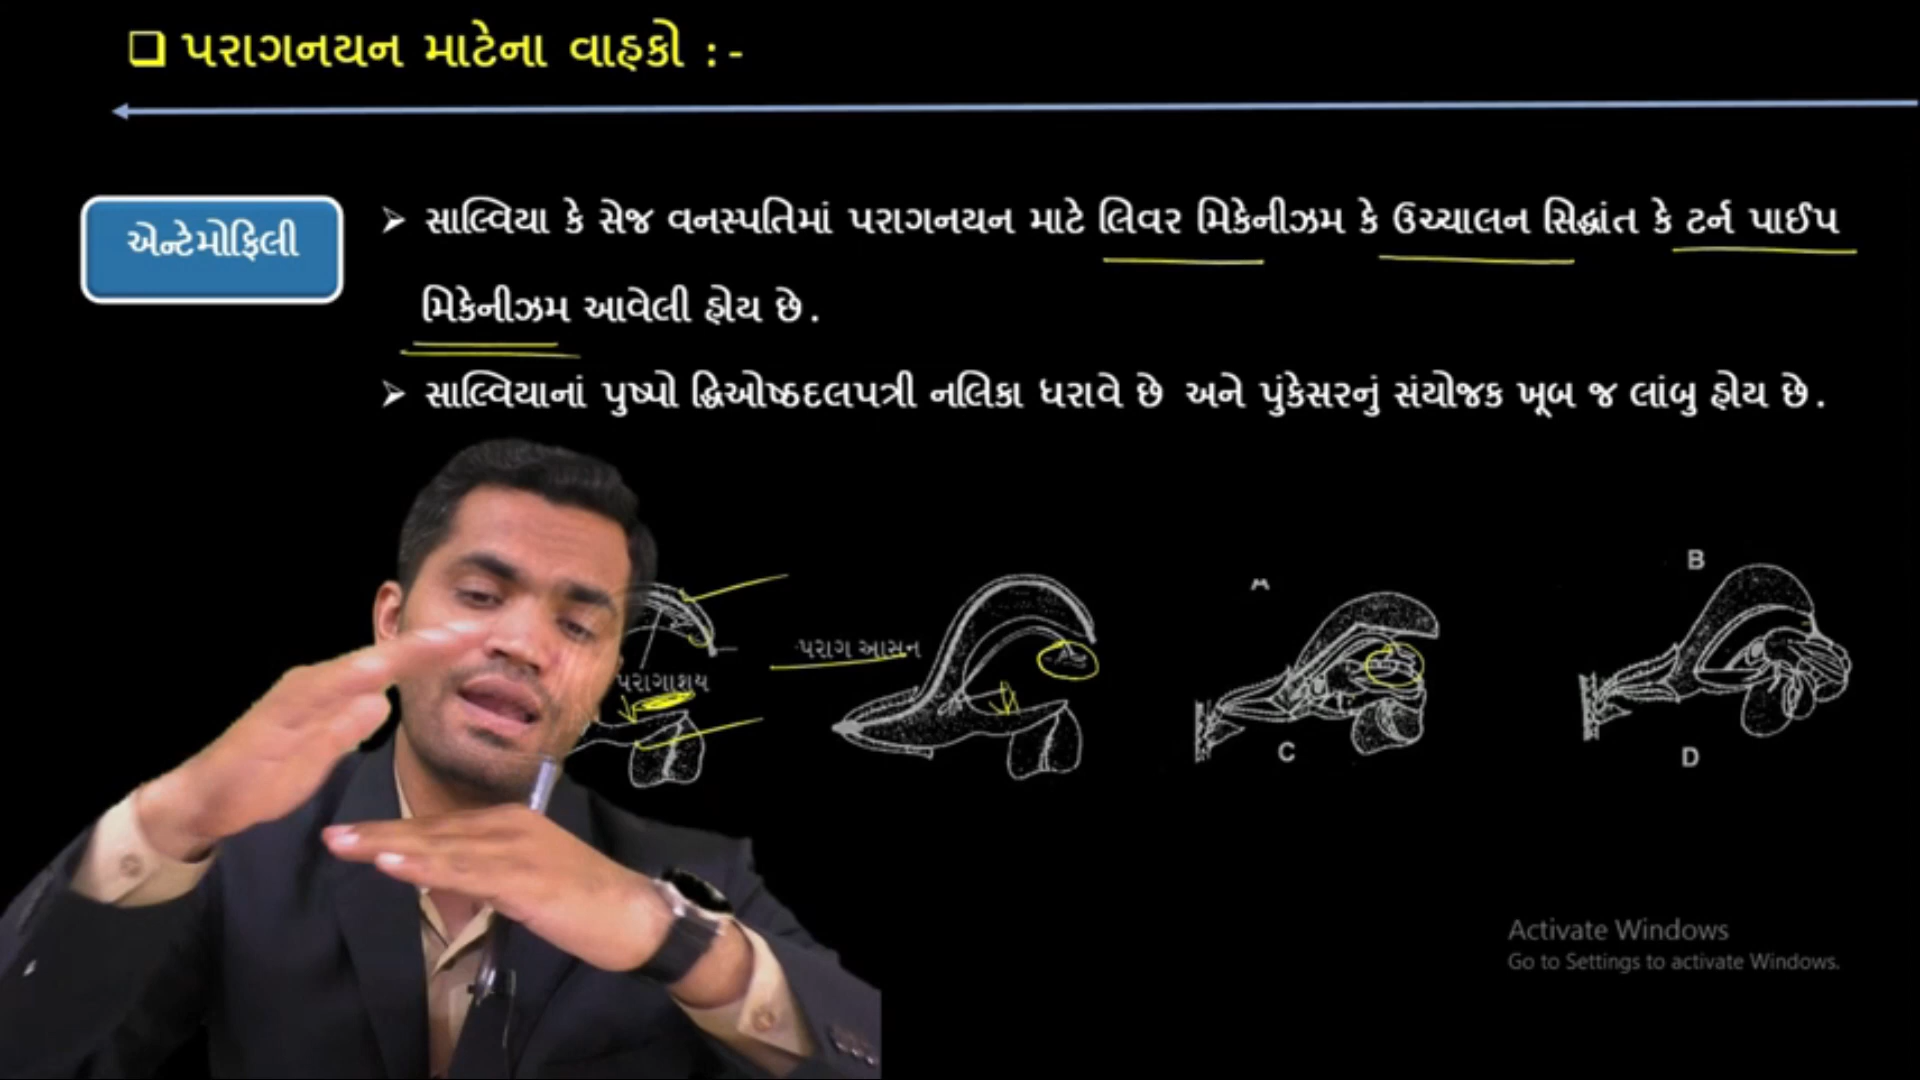 પરાગનયન માટેના વાહકો :-
એન્ટેમોફિલી
સાલ્વિયા કે સેજ વનસ્પતિમાં પરાગનયન માટે લિવર મિકેનીઝમ કે ઉચ્ચાલન સિદ્ધાંત કે ટર્ન પાઈપ
મિકેનીઝમ આવેલી હોય છે.
સાલ્વિયાનાં પુષ્પો દ્વિઓષ્ઠદલપત્રી નલિકા ધરાવે છે અને પુંકેસરનું સંયોજક ખૂબ જ લાંબુ હોય છે.
B
પરાગ આસન
પરાગાશય
C
D
Activate Windows
Go to Settings to activate Windows.